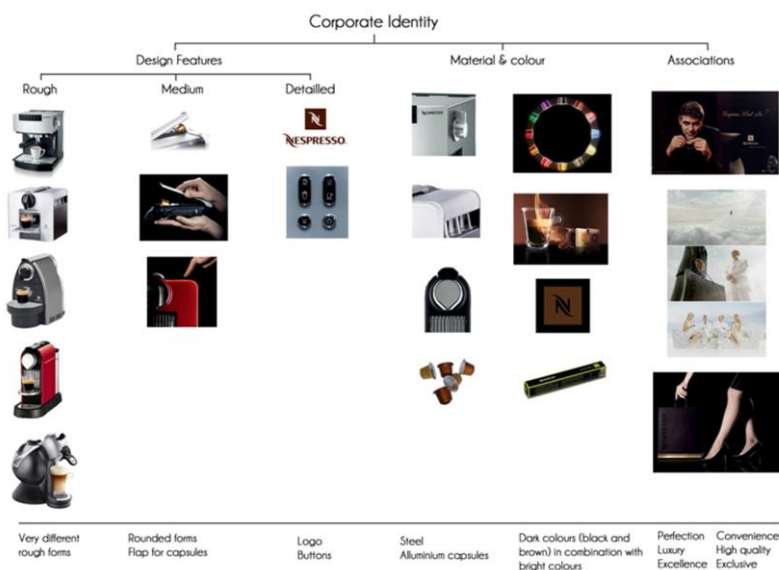 Corporate Identity
Design Features
Material & colour
Associations
Rough
Medium
Detailled
NESPRESSO
NESPRESSO
Very different
rough forms
Rounded forms
Flap for capsules
Logo
Buttons
Steel
Alluminium capsules
Dark colours (black and
brown) in combination with
bright colours
Perfection
Luxury
Excellence
Convenience
High quality
Exclusive